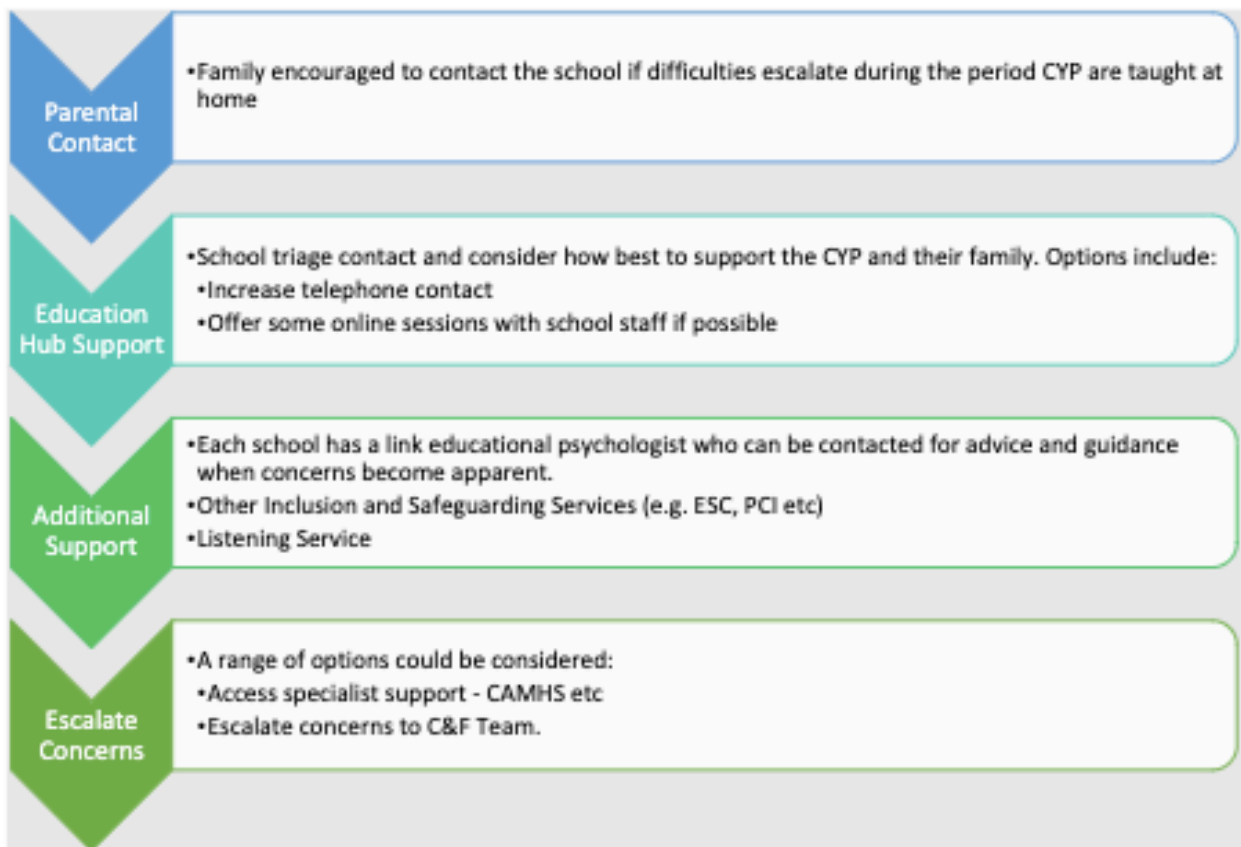 Parental
Contact
•Family encouraged to contact the school if difficulties escalate during the period CYP are taught at
home
Education
Hub Support
•School triage contact and consider how best to support the CYP and their family. Options include:
•Increase telephone contact
•Offer some online sessions with school staff if possible
Additional
Support
•Each school has a link educational psychologist who can be contacted for advice and guidance
when concerns become apparent.
•Other Inclusion and Safeguarding Services (e.g. ESC, PCI etc)
•Listening Service
Escalate
Concerns
•A range of options could be considered:
•Access specialist support - CAMHS etc
•Escalate concerns to C&F Team.